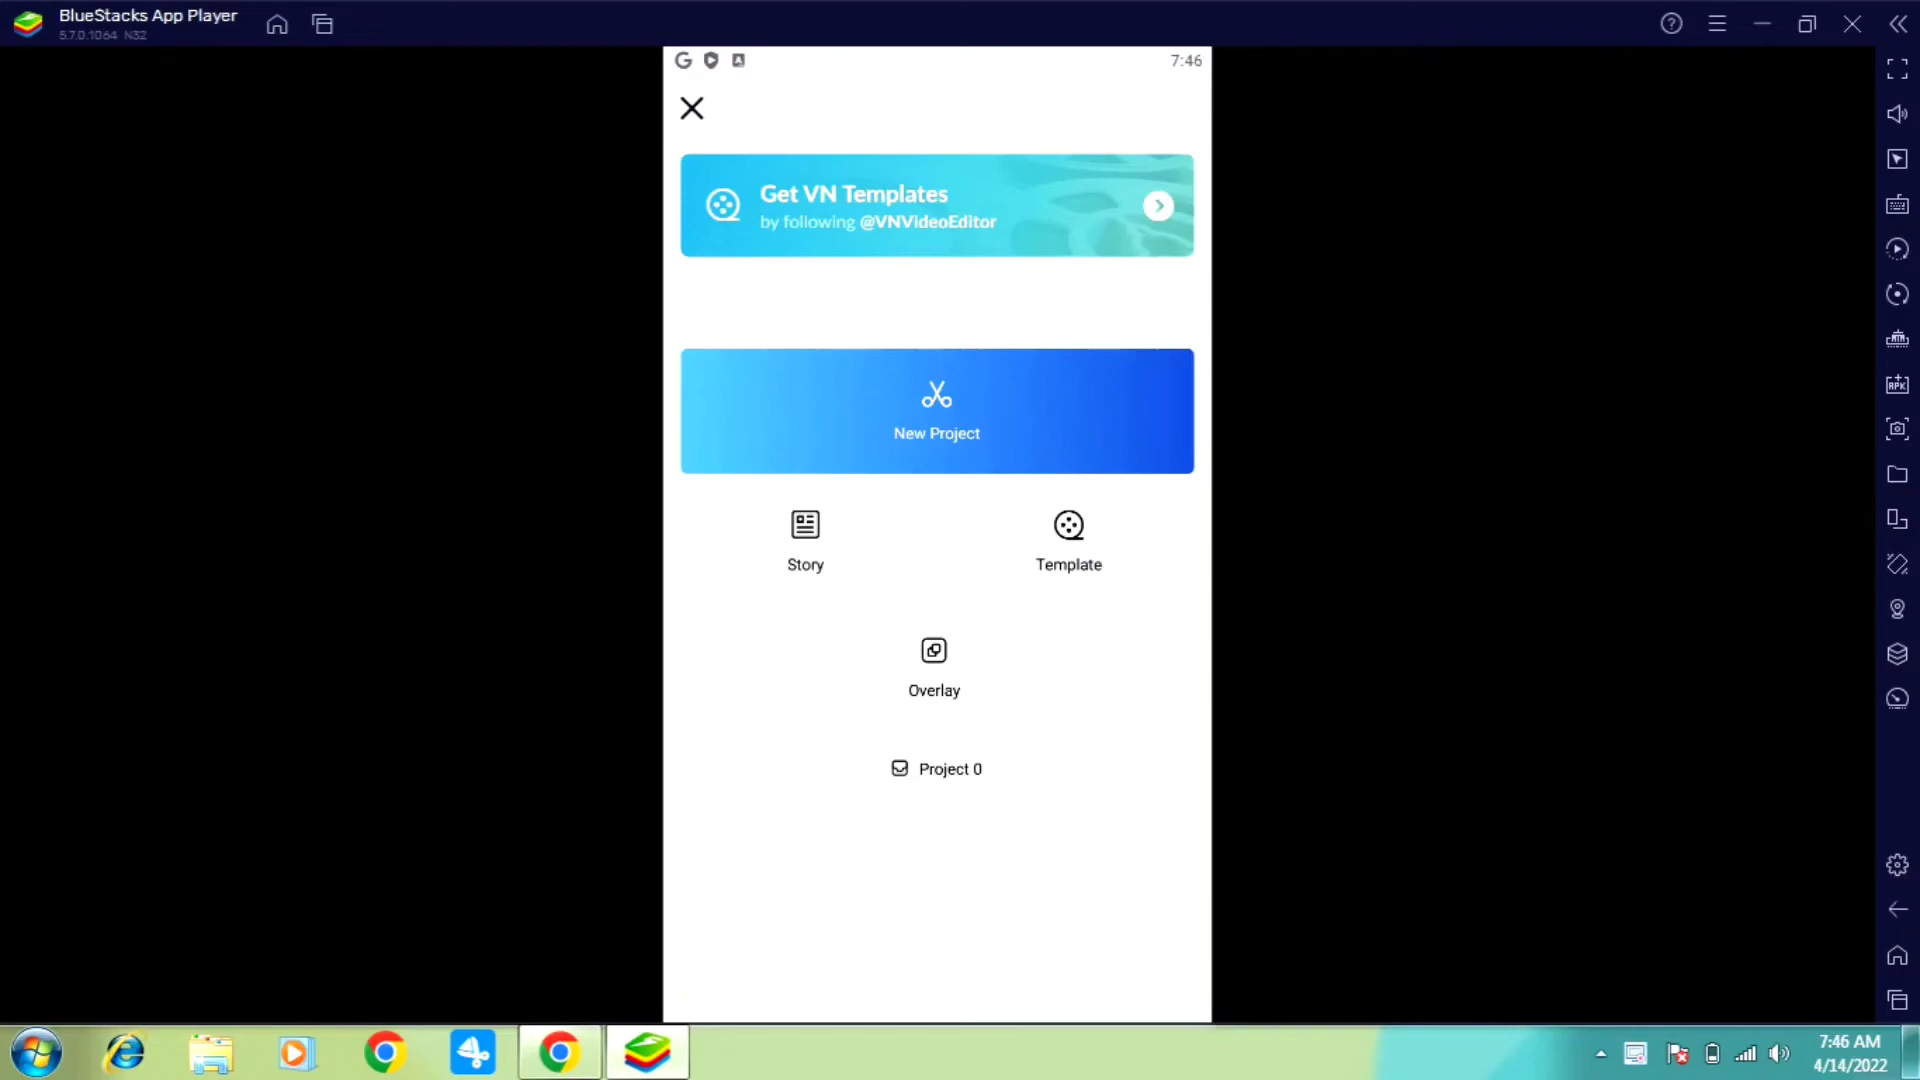 BlueStacks App Player
5.7.0.1064 N32
7:46
Get VN Templates
by following @VNVideoEditor
New Project
Story
Template
Overlay
Project 0
7:46 AM
4/14/2022